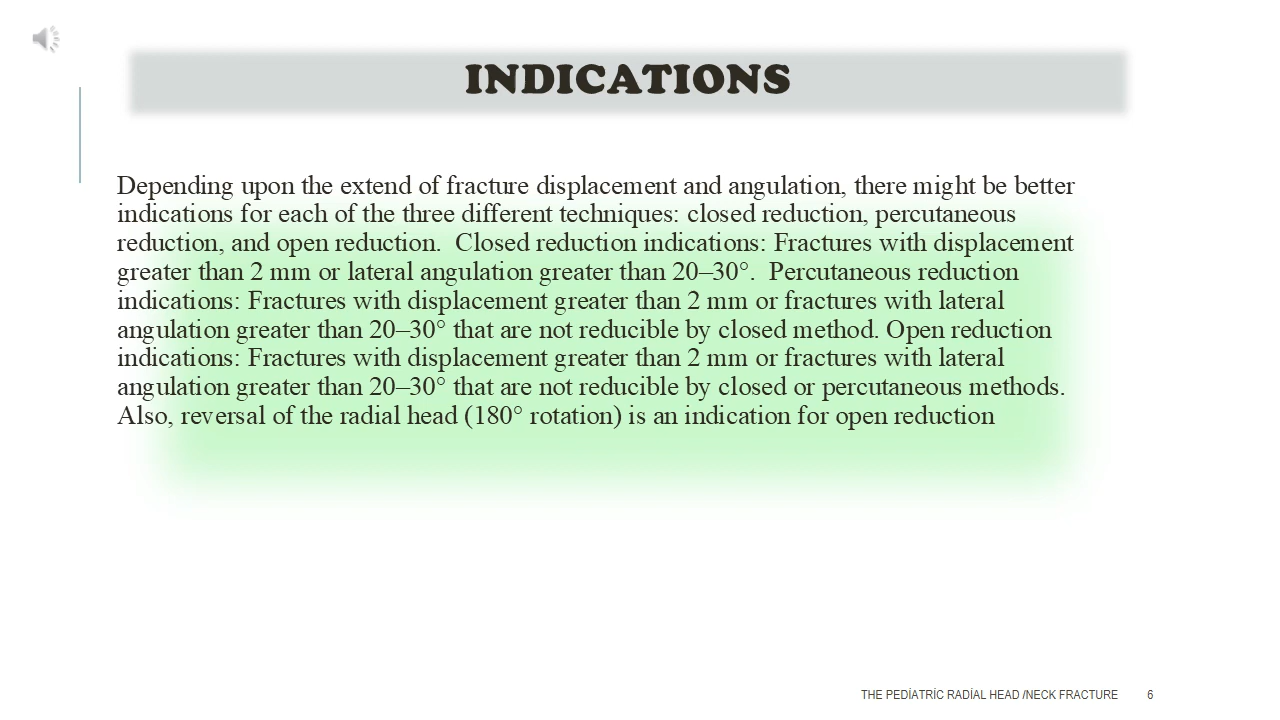 INDICATIONS
Depending upon the extend of fracture displacement and angulation, there might be better
indications for each of the three different techniques: closed reduction, percutaneous
reduction, and open reduction.  Closed reduction indications: Fractures with displacement
greater than 2 mm or lateral angulation greater than 20–30°.  Percutaneous reduction
indications: Fractures with displacement greater than 2 mm or fractures with lateral
angulation greater than 20–30° that are not reducible by closed method. Open reduction
indications: Fractures with displacement greater than 2 mm or fractures with lateral
angulation greater than 20–30° that are not reducible by closed or percutaneous methods.
Also, reversal of the radial head (180° rotation) is an indication for open reduction
THE PEDİATRİC RADİAL HEAD /NECK FRACTURE 6